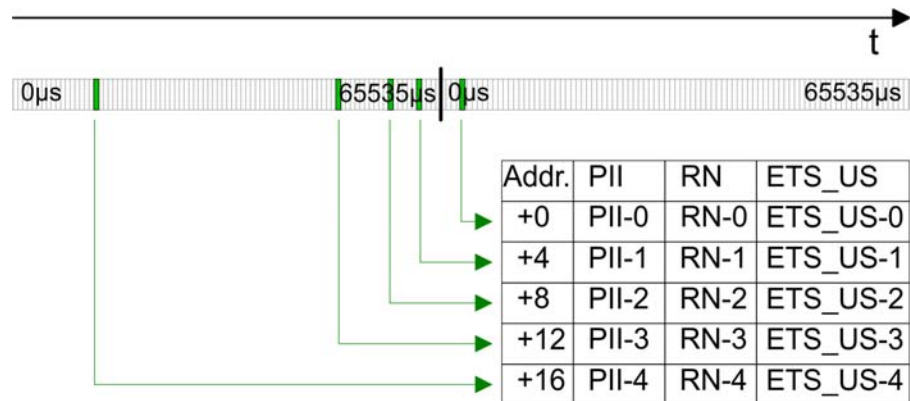 t
0µs 65535µs 0µs 65535µs
Addr. PII RN ETS_US
+0 PII-0 RN-0 ETS_US-0
+4 PII-1 RN-1 ETS_US-1
+8 PII-2 RN-2 ETS_US-2
+12 PII-3 RN-3 ETS_US-3
+16 PII-4 RN-4 ETS_US-4